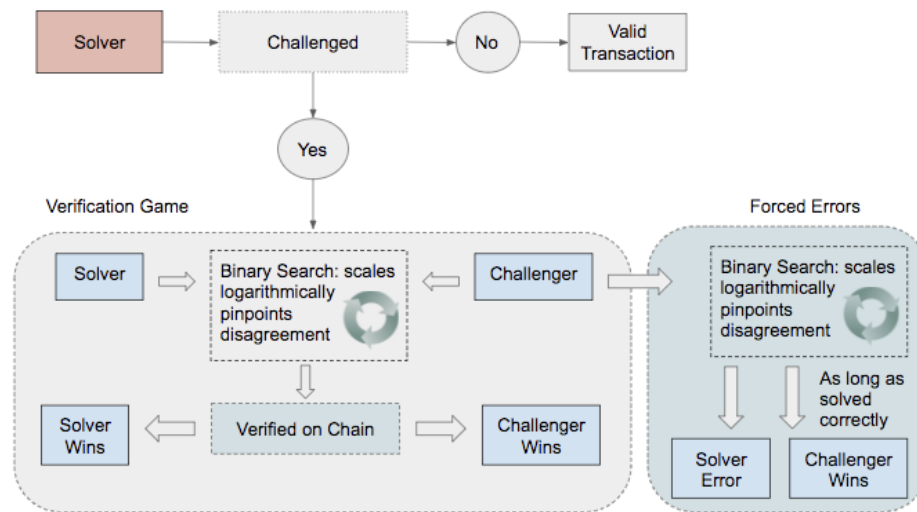 Solver
Challenged
No
Valid
Transaction
Yes
Verification Game
Forced Errors
Solver
Binary Search: scales
logarithmically
pinpoints
disagreement
Challenger
Binary Search: scales
logarithmically
pinpoints
disagreement
Solver
Wins
Verified on Chain
Challenger
Wins
As long as
solved
correctly
Solver
Error
Challenger
Wins